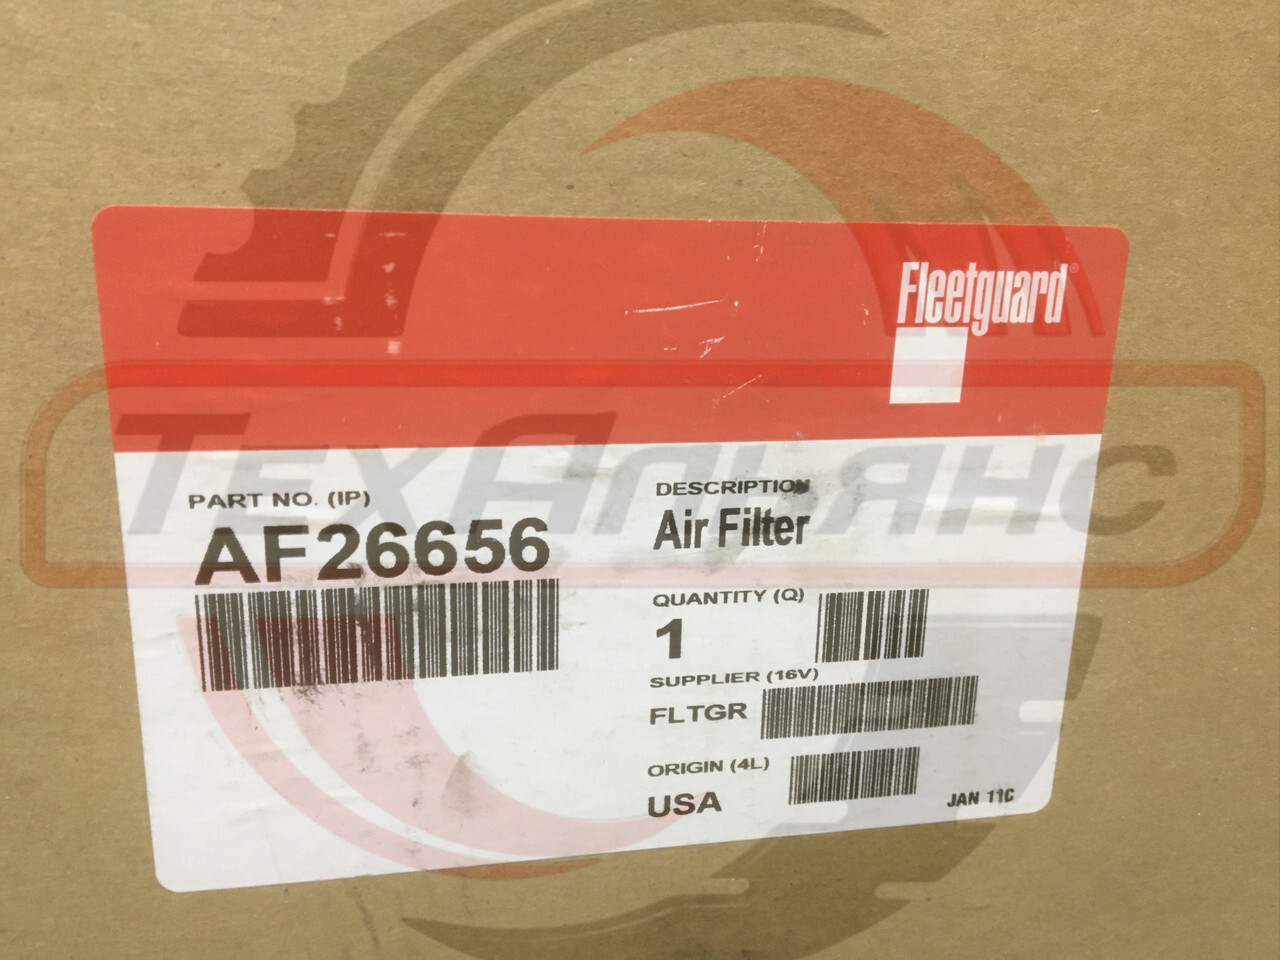 Fleetguard®
ТехАльянс
PART NO. (IP)
AF26656
DESCRIPTION
Air Filter
QUANTITY (Q)
1
SUPPLIER (16V)
FLTGR
ORIGIN (4L)
USA
JAN 11C